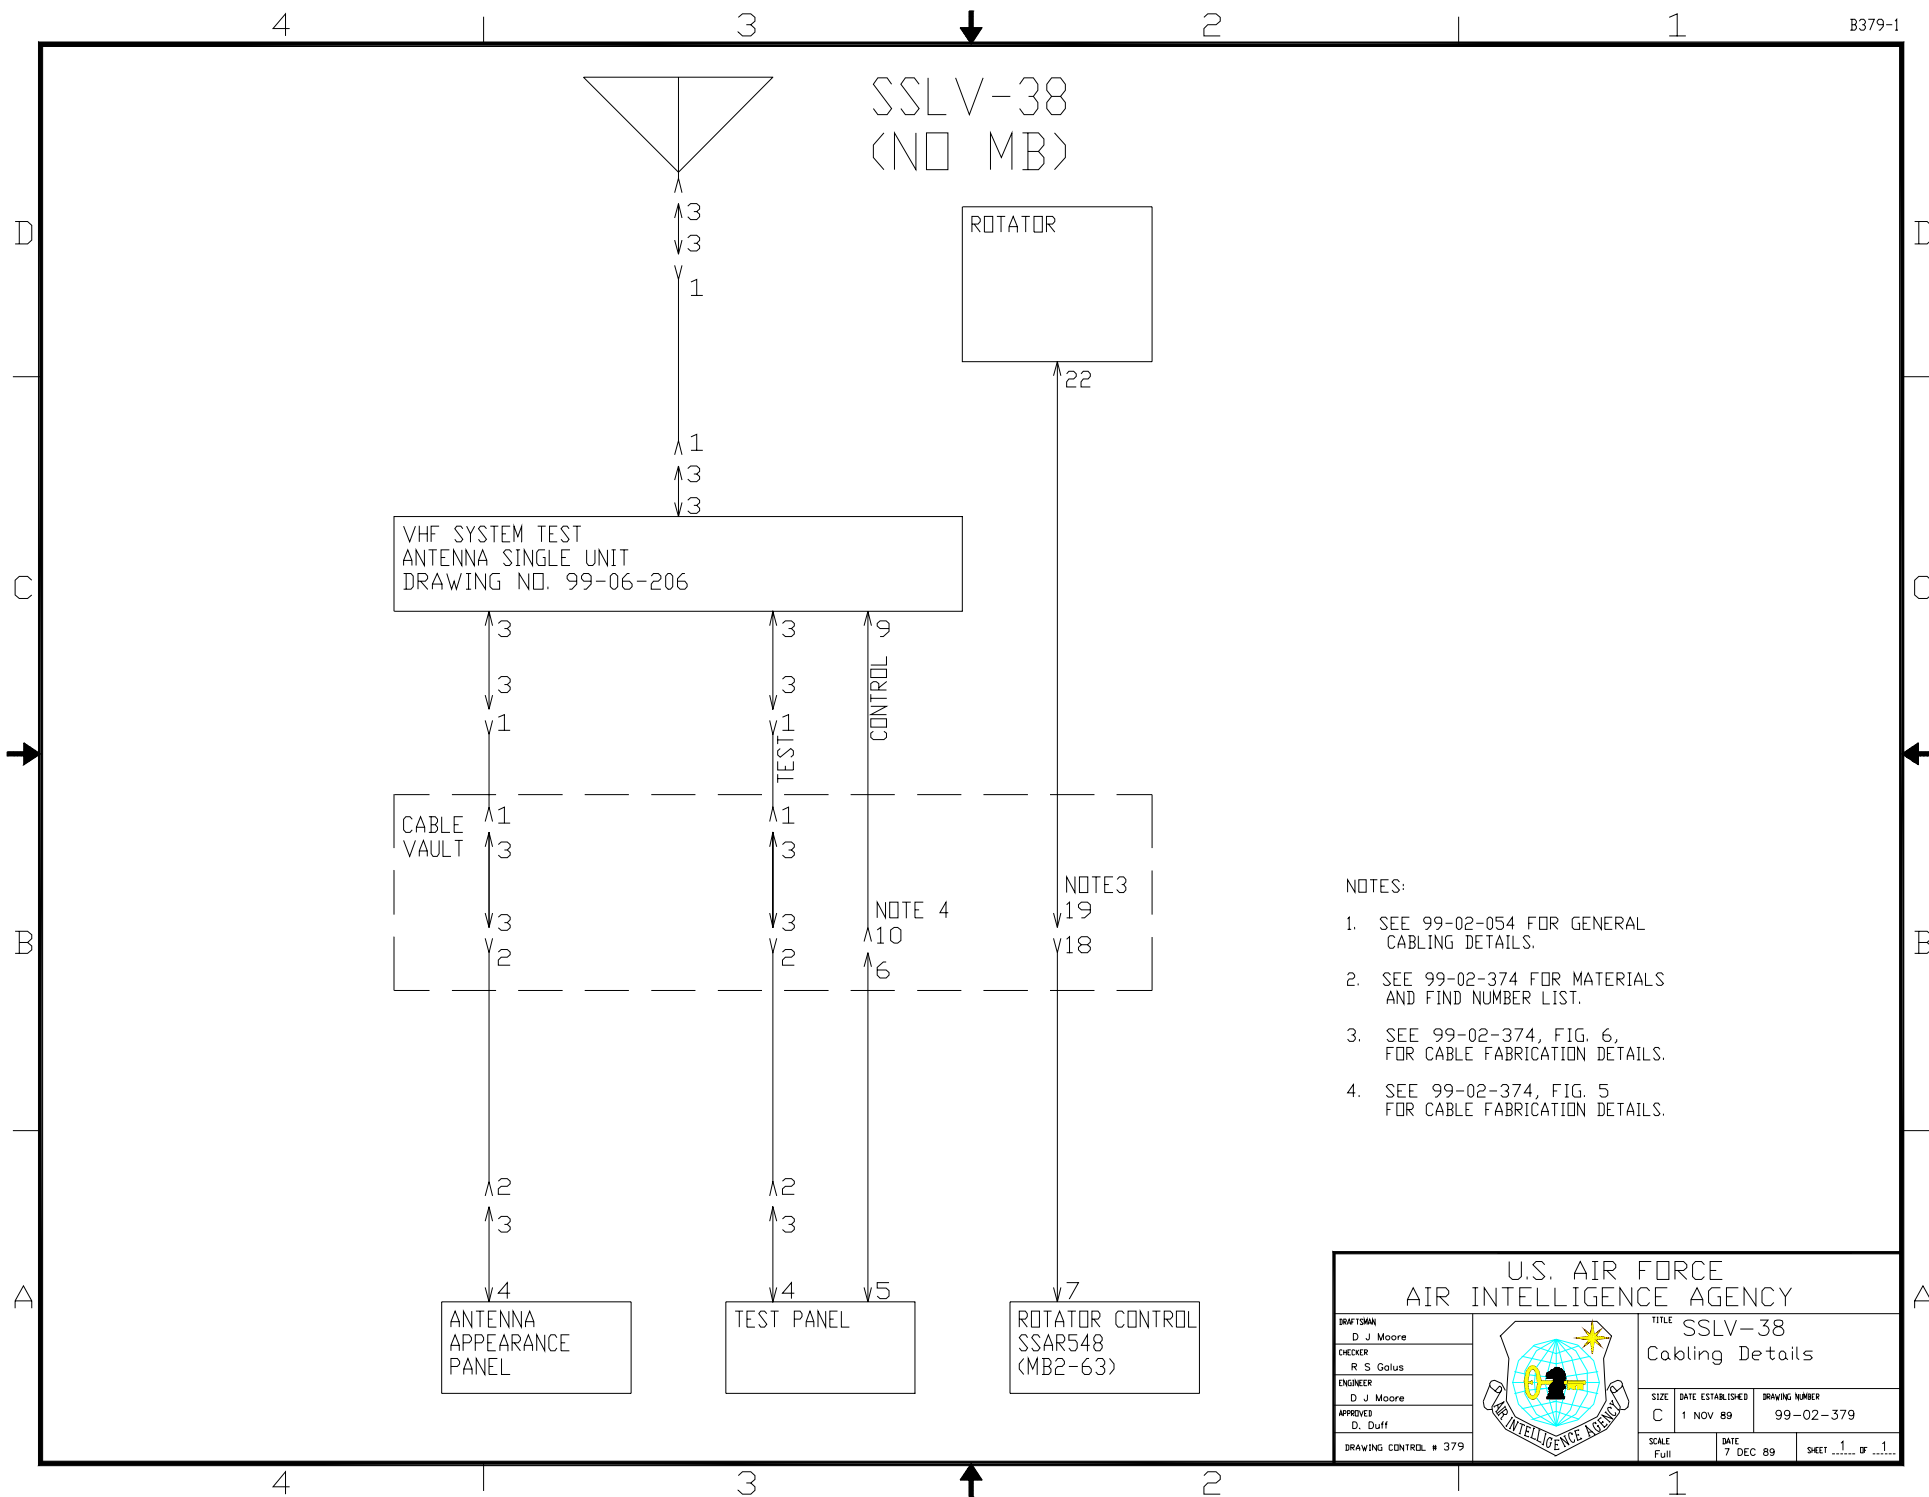 4 3 2 1 B379-1
SSLV-38
(NO MB)
D D
ROTATOR
3
3
1
22
1
3
3
VHF SYSTEM TEST
ANTENNA SINGLE UNIT
DRAWING NO. 99-06-206
C C
3 3 9
3 3
1 1
CONTROL
TEST
CABLE
VAULT
1 1
3 3
NOTE3
19
NOTE 4
10
3 3
18
2 2
6
B B
NOTES:
1. SEE 99-02-054 FOR GENERAL
CABLING DETAILS.
2. SEE 99-02-374 FOR MATERIALS
AND FIND NUMBER LIST.
3. SEE 99-02-374, FIG. 6,
FOR CABLE FABRICATION DETAILS.
4. SEE 99-02-374, FIG. 5
FOR CABLE FABRICATION DETAILS.
2 2
3 3
4 4 5 7
A A
ANTENNA
APPEARANCE
PANEL
TEST PANEL
ROTATOR CONTROL
SSAR548
(MB2-63)
U.S. AIR FORCE
AIR INTELLIGENCE AGENCY
DRAFTSMAN
D J Moore
CHECKER
R S Galus
ENGINEER
D J Moore
APPROVED
D. Duff
DRAWING CONTROL # 379
AIR INTELLIGENCE AGENCY
TITLE SSLV-38
Cabling Details
SIZE DATE ESTABLISHED DRAWING NUMBER
C 1 NOV 89 99-02-379
SCALE DATE
Full 7 DEC 89 SHEET 1 OF 1
4 3 2 1